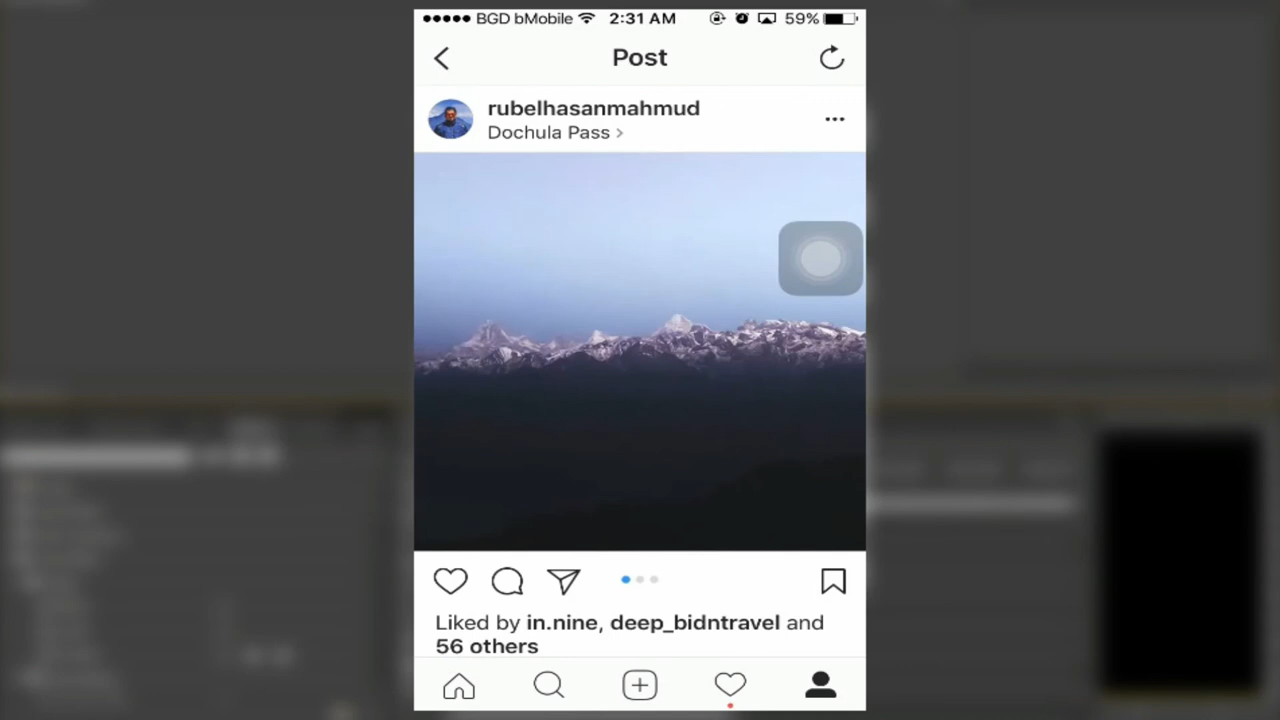 BGD bMobile 2:31 AM 59%
Post
rubelhasanmahmud
Dochula Pass >
Liked by in.nine, deep_bidntravel and
56 others